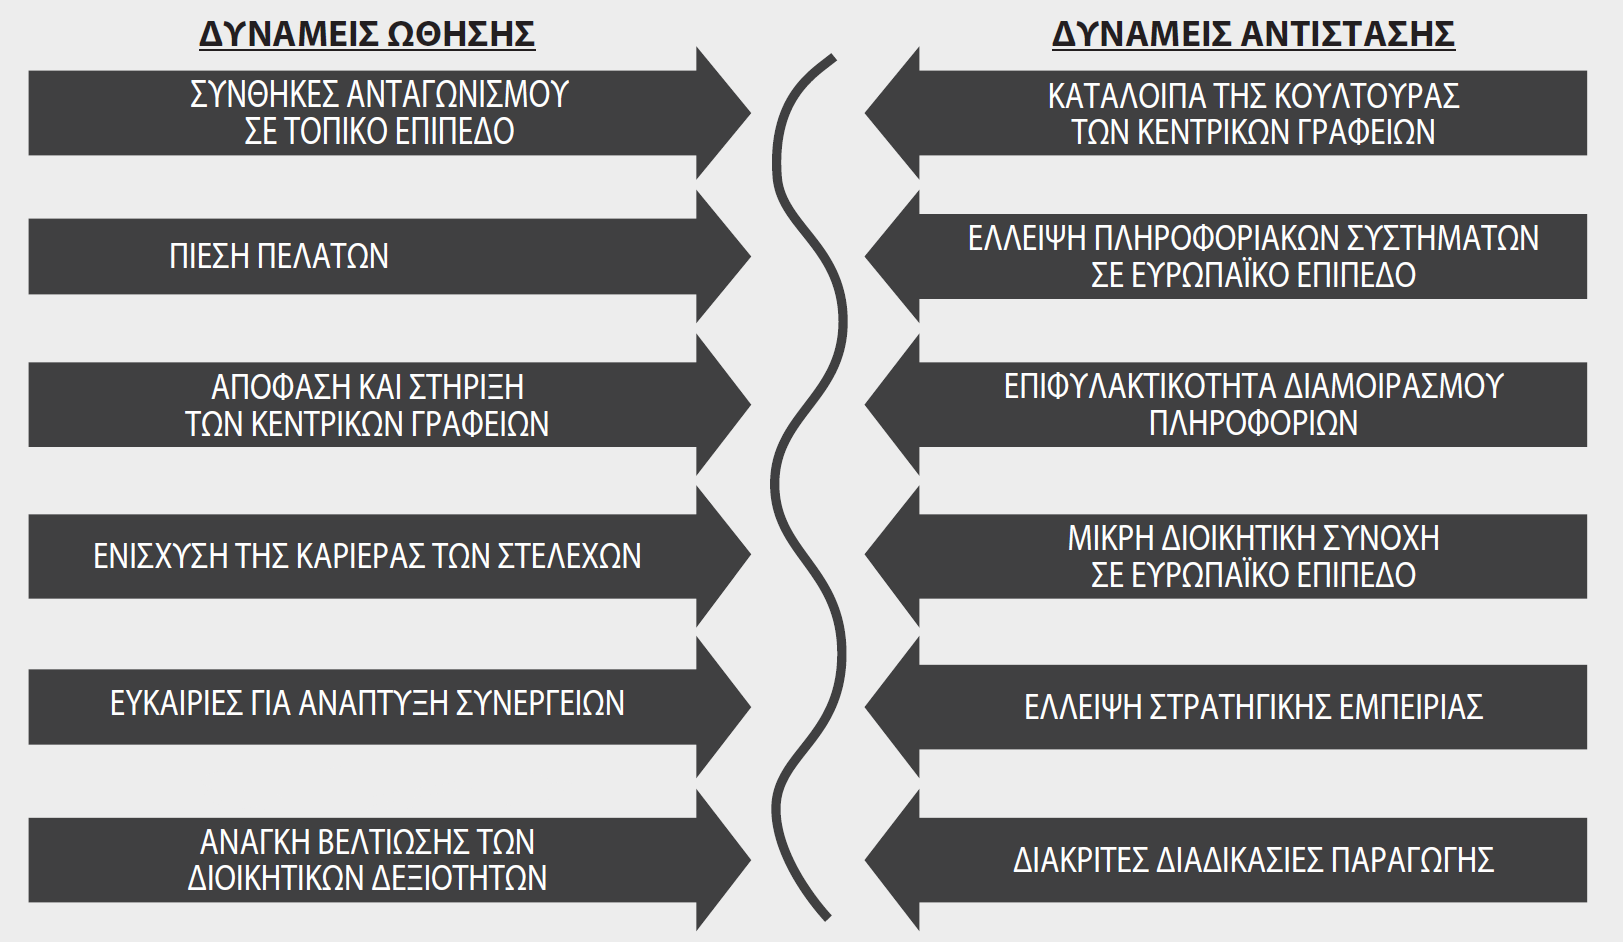 ΔΥΝΑΜΕΙΣ ΩΘΗΣΗΣ
ΣΥΝΘΗΚΕΣ ΑΝΤΑΓΩΝΙΣΜΟΥ
ΣΕ ΤΟΠΙΚΟ ΕΠΙΠΕΔΟ
ΠΙΕΣΗ ΠΕΛΑΤΩΝ
ΑΠΟΦΑΣΗ ΚΑΙ ΣΤΗΡΙΞΗ
ΤΩΝ ΚΕΝΤΡΙΚΩΝ ΓΡΑΦΕΙΩΝ
ΕΝΙΣΧΥΣΗ ΤΗΣ ΚΑΡΙΕΡΑΣ ΤΩΝ ΣΤΕΛΕΧΩΝ
ΕΥΚΑΙΡΙΕΣ ΓΙΑ ΑΝΑΠΤΥΞΗ ΣΥΝΕΡΓΕΙΩΝ
ΑΝΑΓΚΗ ΒΕΛΤΙΩΣΗΣ ΤΩΝ
ΔΙΟΙΚΗΤΙΚΩΝ ΔΕΞΙΟΤΗΤΩΝ
ΔΥΝΑΜΕΙΣ ΑΝΤΙΣΤΑΣΗΣ
ΚΑΤΑΛΟΙΠΑ ΤΗΣ ΚΟΥΛΤΟΥΡΑΣ
ΤΩΝ ΚΕΝΤΡΙΚΩΝ ΓΡΑΦΕΙΩΝ
ΕΛΛΕΙΨΗ ΠΛΗΡΟΦΟΡΙΑΚΩΝ ΣΥΣΤΗΜΑΤΩΝ
ΣΕ ΕΥΡΩΠΑΪΚΟ ΕΠΙΠΕΔΟ
ΕΠΙΦΥΛΑΚΤΙΚΟΤΗΤΑ ΔΙΑΜΟΙΡΑΣΜΟΥ
ΠΛΗΡΟΦΟΡΙΩΝ
ΜΙΚΡΗ ΔΙΟΙΚΗΤΙΚΗ ΣΥΝΟΧΗ
ΣΕ ΕΥΡΩΠΑΪΚΟ ΕΠΙΠΕΔΟ
ΕΛΛΕΙΨΗ ΣΤΡΑΤΗΓΙΚΗΣ ΕΜΠΕΙΡΙΑΣ
ΔΙΑΚΡΙΤΕΣ ΔΙΑΔΙΚΑΣΙΕΣ ΠΑΡΑΓΩΓΗΣ